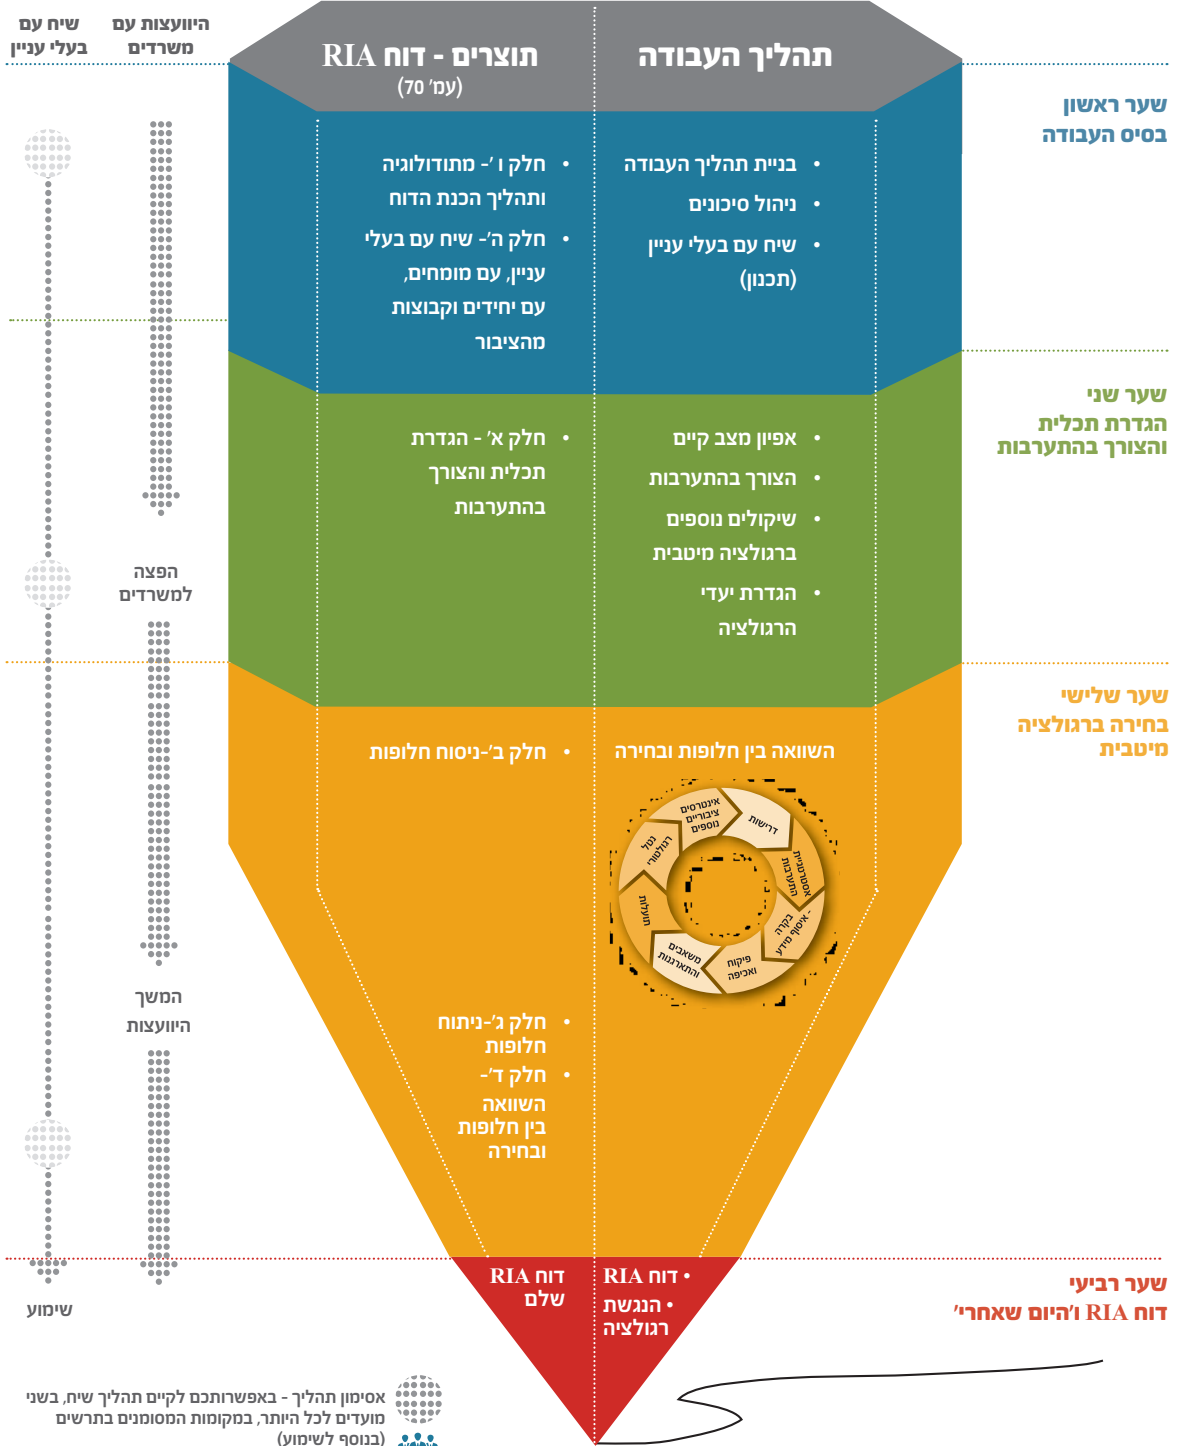 היוועצות עם
משרדים
שיח עם
בעלי עניין
תהליך העבודה
תוצרים - דוח RIA
(עמ' 70)
שער ראשון
בסיס העבודה
• בניית תהליך העבודה
• ניהול סיכונים
• שיח עם בעלי עניין
(תכנון)
• חלק ו '- מתודולוגיה
ותהליך הכנת הדוח
• חלק ה'- שיח עם בעלי
עניין, עם מומחים,
עם יחידים וקבוצות
מהציבור
שער שני
הגדרת תכלית
והצורך בהתערבות
• אפיון מצב קיים
• הצורך בהתערבות
• שיקולים נוספים
ברגולציה מיטבית
• הגדרת יעדי
הרגולציה
• חלק א' - הגדרת
תכלית והצורך
בהתערבות
הפצה
למשרדים
שער שלישי
בחירה ברגולציה
מיטבית
השוואה בין חלופות ובחירה
דרישות
אסטרטגיית
התערבות
בקרה
- איסוף מידע
פיקוח
ואכיפה
משאבים
והתארגנות
תועלות
נטל
רגולטורי
אינטרסים
ציבוריים
נוספים
• חלק ב'-ניסוח חלופות
• חלק ג'-ניתוח
חלופות
• חלק ד'-
השוואה
בין חלופות
ובחירה
המשך
היוועצות
שער רביעי
דוח RIA ו'היום שאחרי'
• דוח RIA
• הנגשת
רגולציה
דוח RIA
שלם
שימוע
אסימון תהליך - באפשרותכם לקיים תהליך שיח, בשני
מועדים לכל היותר, במקומות המסומנים בתרשים
(בנוסף לשימוע)